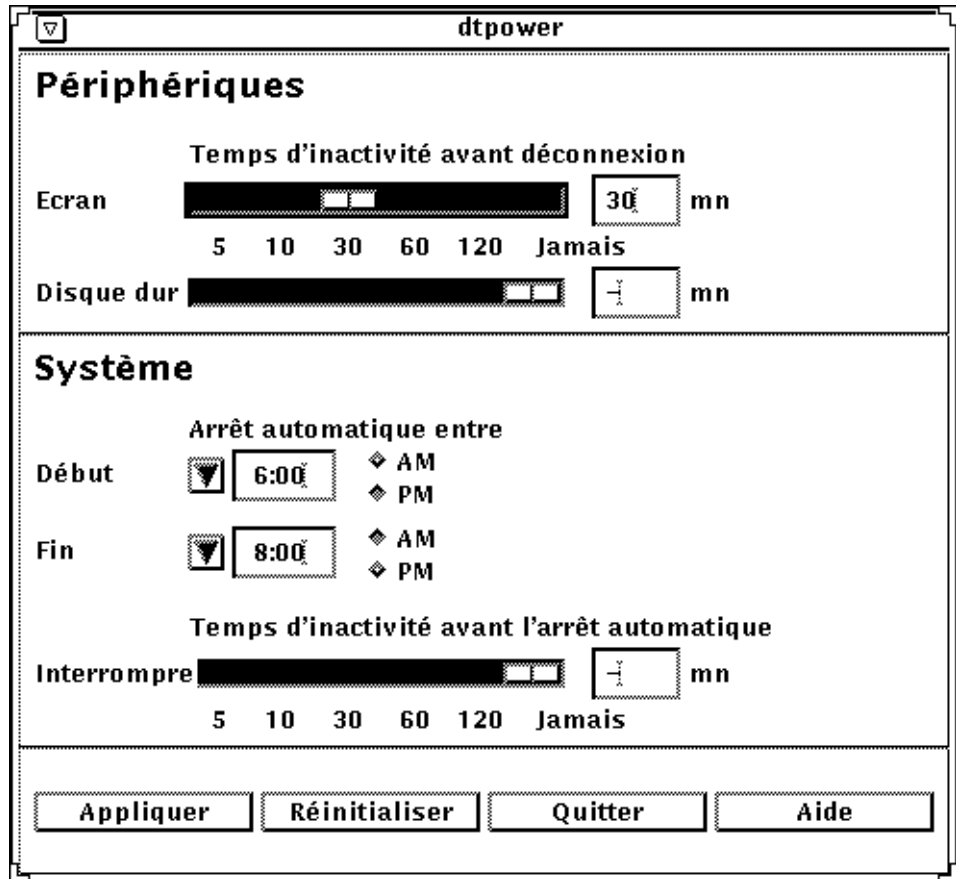 dtpower
Périphériques
Temps d'inactivité avant déconnexion
Ecran 30 mn
5 10 30 60 120 Jamais
Disque dur - mn
Système
Arrêt automatique entre
Début 6:00 AM
PM
Fin 8:00 AM
PM
Temps d'inactivité avant l'arrêt automatique
Interrompre - mn
5 10 30 60 120 Jamais
Appliquer Réinitialiser Quitter Aide